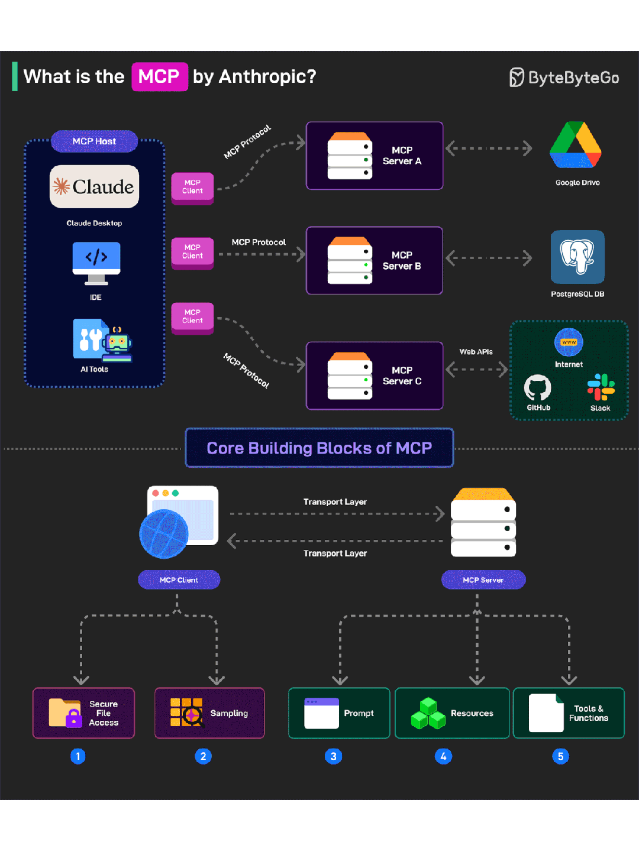 What is the MCP by Anthropic?
ByteByteGo
MCP Host
Claude
Claude Desktop
</>
IDE
AI Tools
MCP
Client
MCP Protocol
MCP
Server A
Google Drive
MCP
Client
MCP Protocol
MCP
Server B
PostgreSQL DB
MCP
Client
MCP Protocol
MCP
Server C
Web APIs
WWW
Internet
GitHub
Slack
Core Building Blocks of MCP
Transport Layer
Transport Layer
MCP Client
MCP Server
Secure
File
Access
Sampling
Prompt
Resources
Tools &
Functions
1
2
3
4
5